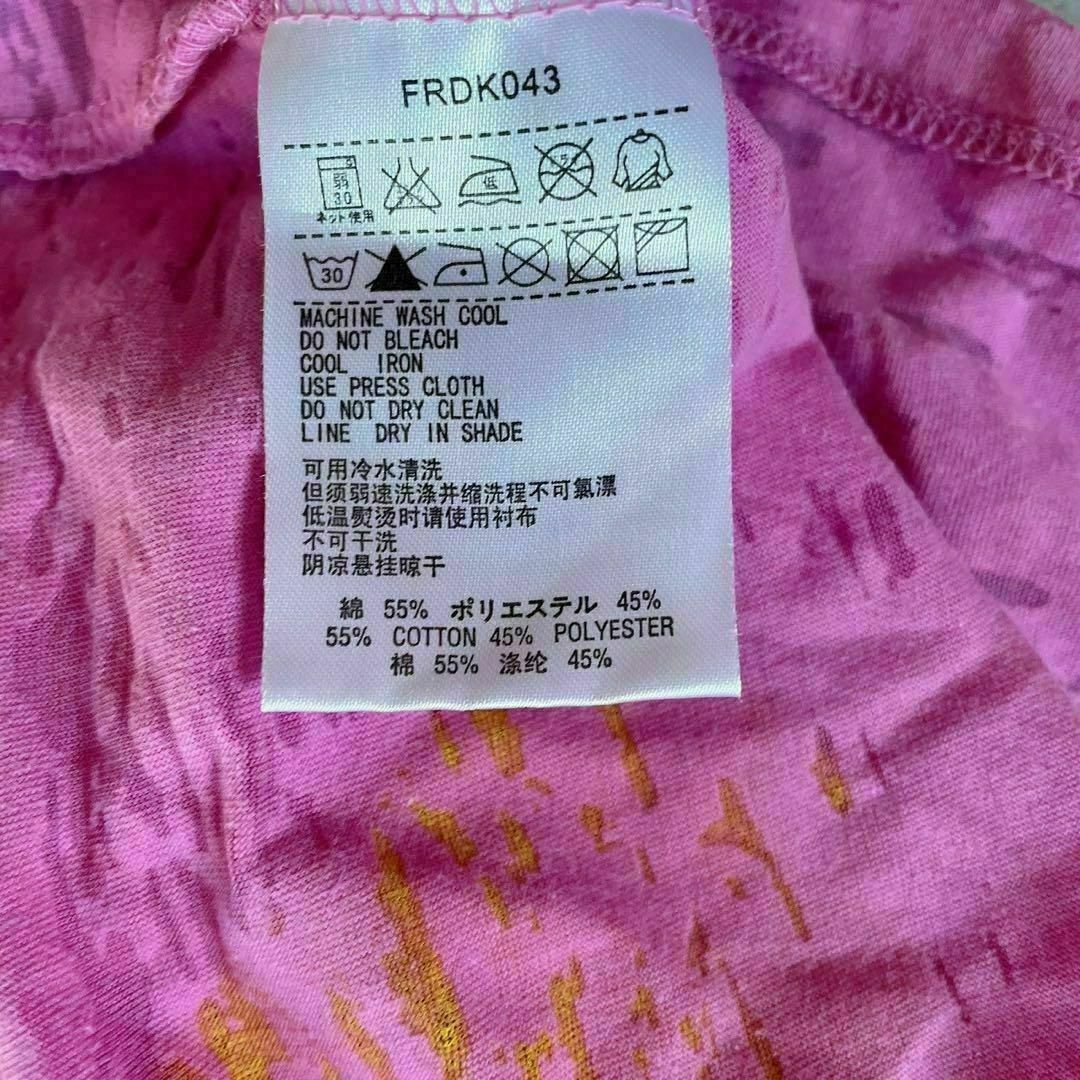 FRDK043
弱 低
30
ネット使用
30
MACHINE WASH COOL
DO NOT BLEACH
COOL IRON
USE PRESS CLOTH
DO NOT DRY CLEAN
LINE DRY IN SHADE
可用冷水清洗
但须弱速洗涤并缩洗程不可氯漂
低温熨烫时请使用衬布
不可干洗
阴凉悬挂晾干
綿 55% ポリエステル 45%
55% COTTON 45% POLYESTER
棉 55% 涤纶 45%